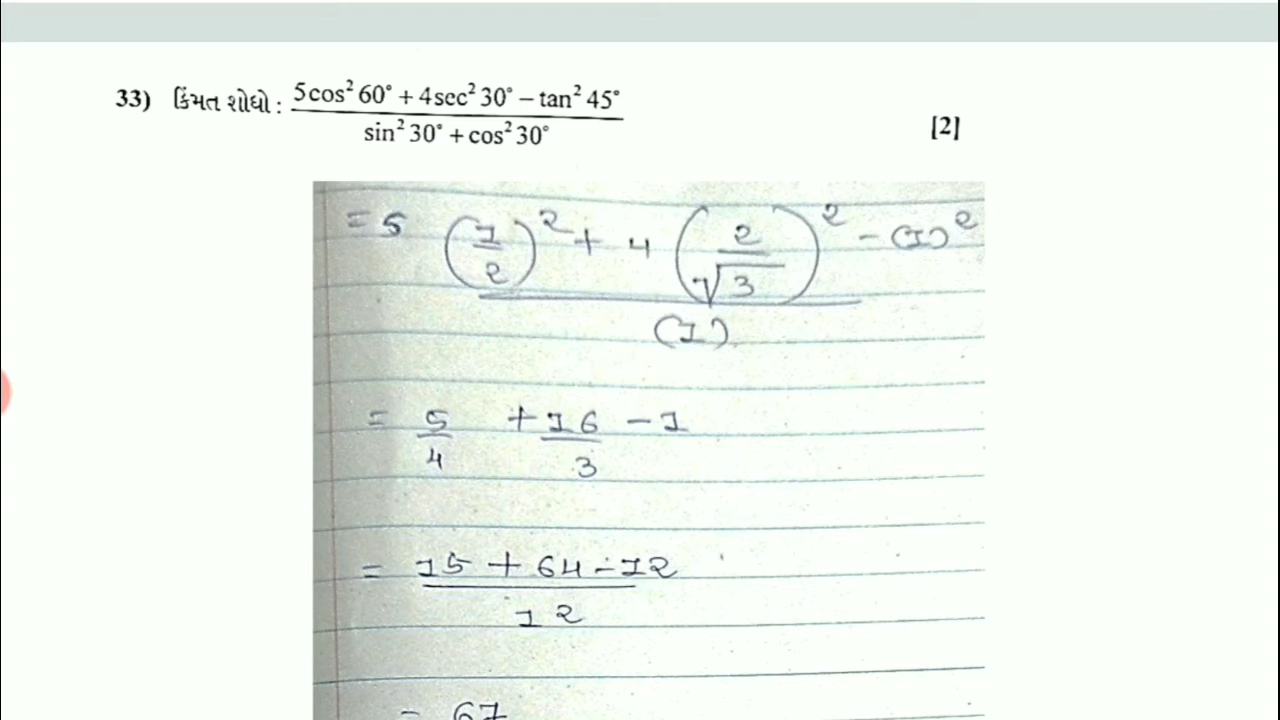 33) કિંમત શોધો : (5cos² 60° + 4sec² 30° – tan² 45°) / (sin² 30° + cos² 30°) [2]
= 5 (1/2)² + 4 (2/√3)² – (1)² / (1)
= 5/4 + 16/3 – 1
= 15 + 64 – 12 / 12
= 67